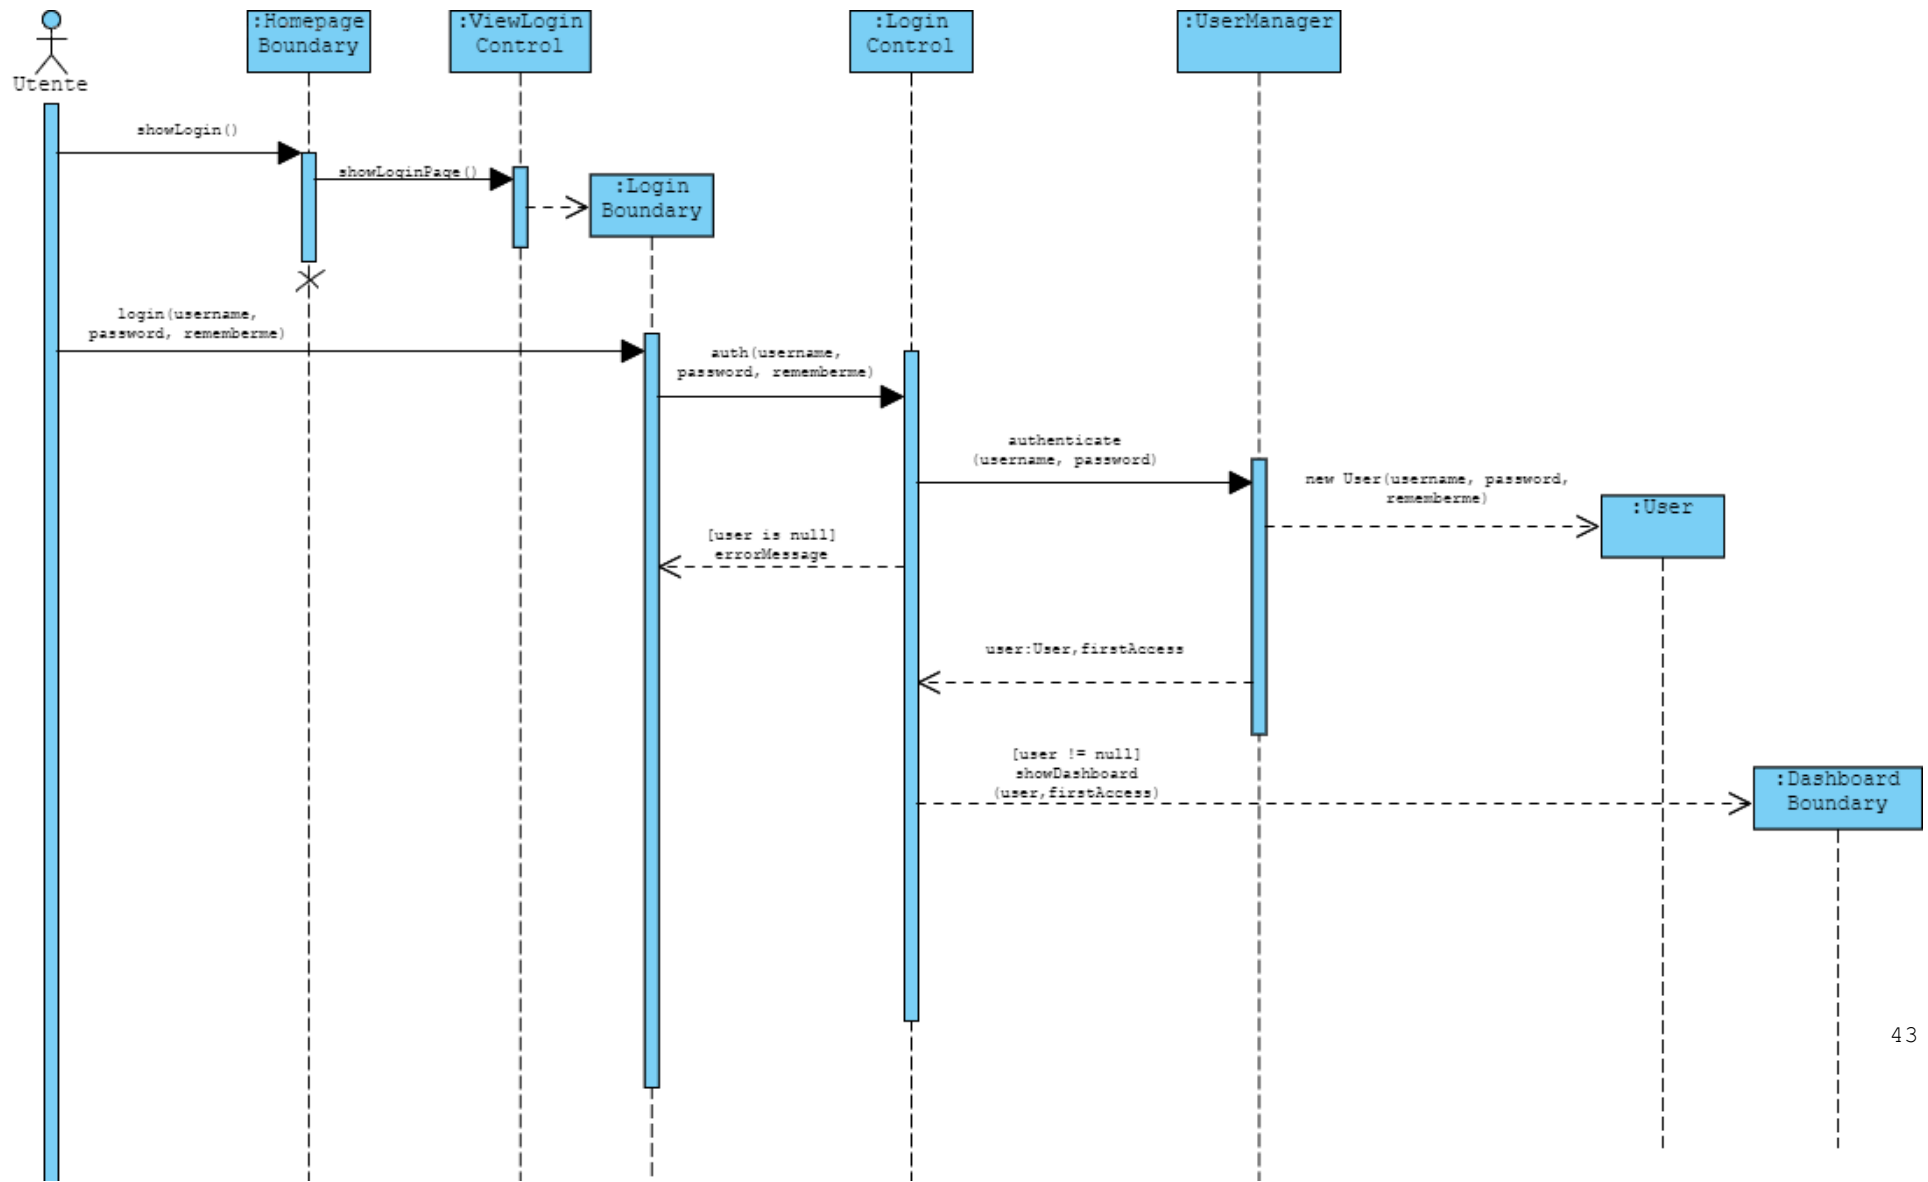 :Homepage
Boundary
:ViewLogin
Control
:Login
Control
:UserManager
Utente
showLogin()
showLoginPage()
:Login
Boundary
login(username,
password, rememberme)
auth(username,
password, rememberme)
authenticate
(username, password)
new User(username, password,
rememberme)
:User
[user is null]
errorMessage
user:User,firstAccess
[user != null]
showDashboard
(user,firstAccess)
:Dashboard
Boundary
43